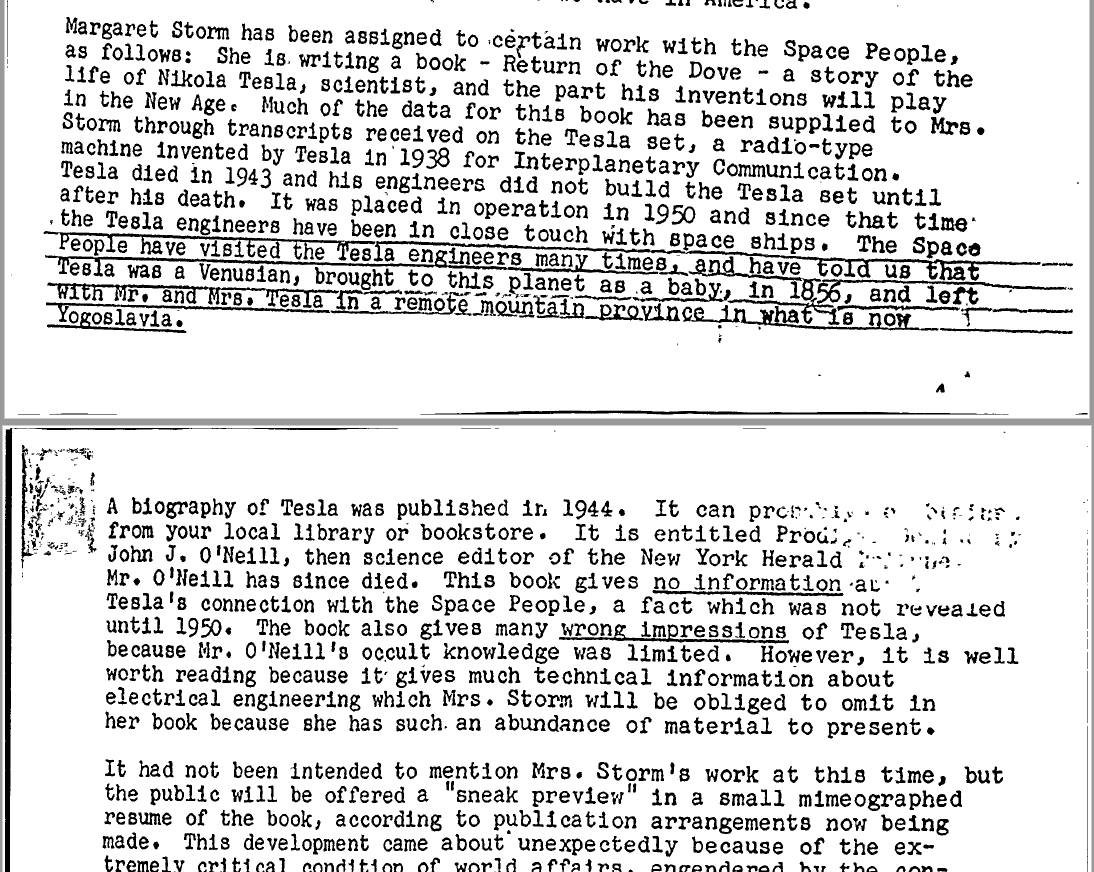 have in America.
Margaret Storm has been assigned to certain work with the Space People,
as follows: She is writing a book - Return of the Dove - a story of the
life of Nikola Tesla, scientist, and the part his inventions will play
in the New Age. Much of the data for this book has been supplied to Mrs.
Storm through transcripts received on the Tesla set, a radio-type
machine invented by Tesla in 1938 for Interplanetary Communication.
Tesla died in 1943 and his engineers did not build the Tesla set until
after his death. It was placed in operation in 1950 and since that time
the Tesla engineers have been in close touch with space ships. The Space
People have visited the Tesla engineers many times, and have told us that
Tesla was a Venusian, brought to this planet as a baby, in 1856, and left
with Mr. and Mrs. Tesla in a remote mountain province in what is now
Yogoslavia.
A biography of Tesla was published in 1944. It can
from your local library or bookstore. It is entitled
John J. O'Neill, then science editor of the New York Herald
Mr. O'Neill has since died. This book gives no information
Tesla's connection with the Space People, a fact which was not revealed
until 1950. The book also gives many wrong impressions of Tesla,
because Mr. O'Neill's occult knowledge was limited. However, it is well
worth reading because it gives much technical information about
electrical engineering which Mrs. Storm will be obliged to omit in
her book because she has such an abundance of material to present.
It had not been intended to mention Mrs. Storm's work at this time, but
the public will be offered a "sneak preview" in a small mimeographed
resume of the book, according to publication arrangements now being
made. This development came about unexpectedly because of the ex-
tremely critical condition of world affairs, engendered by the con-